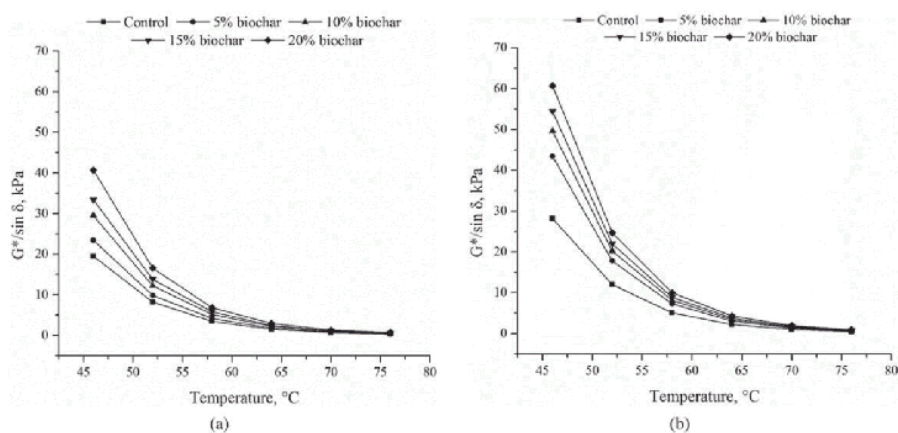 Control 5% biochar 10% biochar
15% biochar 20% biochar
70
60
50
40
30
20
10
0
G*/sin δ, kPa
45 50 55 60 65 70 75 80
Temperature, °C
(a)
Control 5% biochar 10% biochar
15% biochar 20% biochar
70
60
50
40
30
20
10
0
G*/sin δ, kPa
45 50 55 60 65 70 75 80
Temperature, °C
(b)